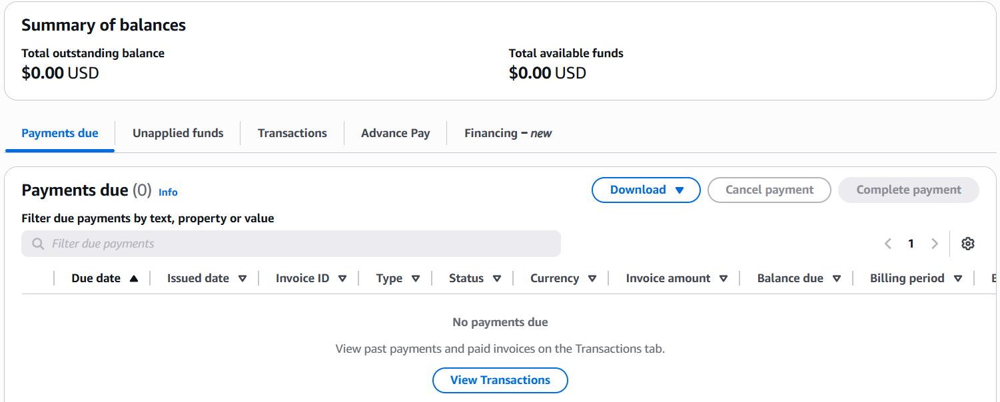 Summary of balances
Total outstanding balance
$0.00 USD
Total available funds
$0.00 USD
Payments due
Unapplied funds
Transactions
Advance Pay
Financing – new
Payments due (0) Info
Download
Cancel payment
Complete payment
Filter due payments by text, property or value
Filter due payments
1
Due date
Issued date
Invoice ID
Type
Status
Currency
Invoice amount
Balance due
Billing period
No payments due
View past payments and paid invoices on the Transactions tab.
View Transactions